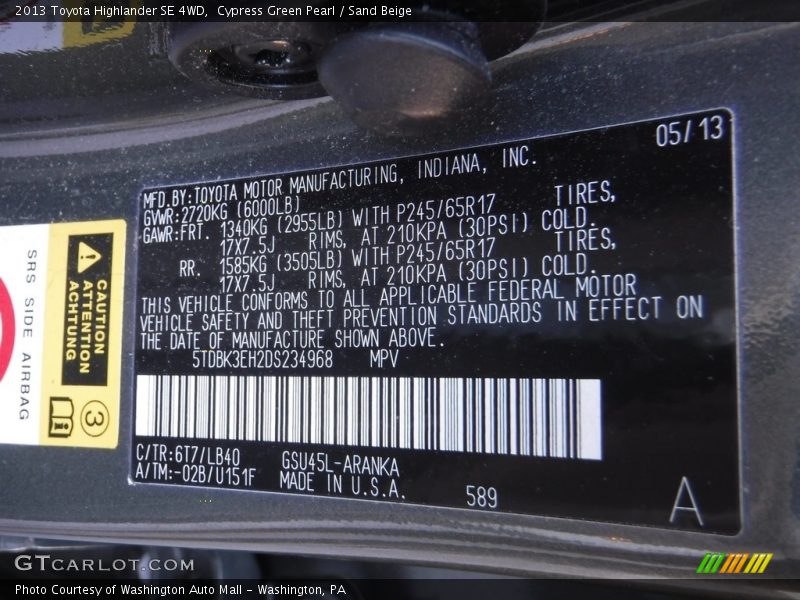 2013 Toyota Highlander SE 4WD,  Cypress Green Pearl / Sand Beige
05/ 13
MFD.BY:TOYOTA MOTOR MANUFACTURING, INDIANA, INC.
GVWR:2720KG (6000LB)
GAWR:FRT. 1340KG (2955LB) WITH P245/65R17 TIRES,
17X7.5J RIMS, AT 210KPA (30PSI) COLD.
RR. 1585KG (3505LB) WITH P245/65R17 TIRES,
17X7.5J RIMS, AT 210KPA (30PSI) COLD.
THIS VEHICLE CONFORMS TO ALL APPLICABLE FEDERAL MOTOR
VEHICLE SAFETY AND THEFT PREVENTION STANDARDS IN EFFECT ON
THE DATE OF MANUFACTURE SHOWN ABOVE.
5TDBK3EH2DS234968 MPV
C/TR:6T7/LB40 GSU45L-ARANKA
A/TM:-02B/U151F MADE IN U.S.A. 589
A
SRS SIDE AIRBAG
CAUTION
ATTENTION
ACHTUNG
3
GTCARLOT.COM
Photo Courtesy of Washington Auto Mall - Washington, PA